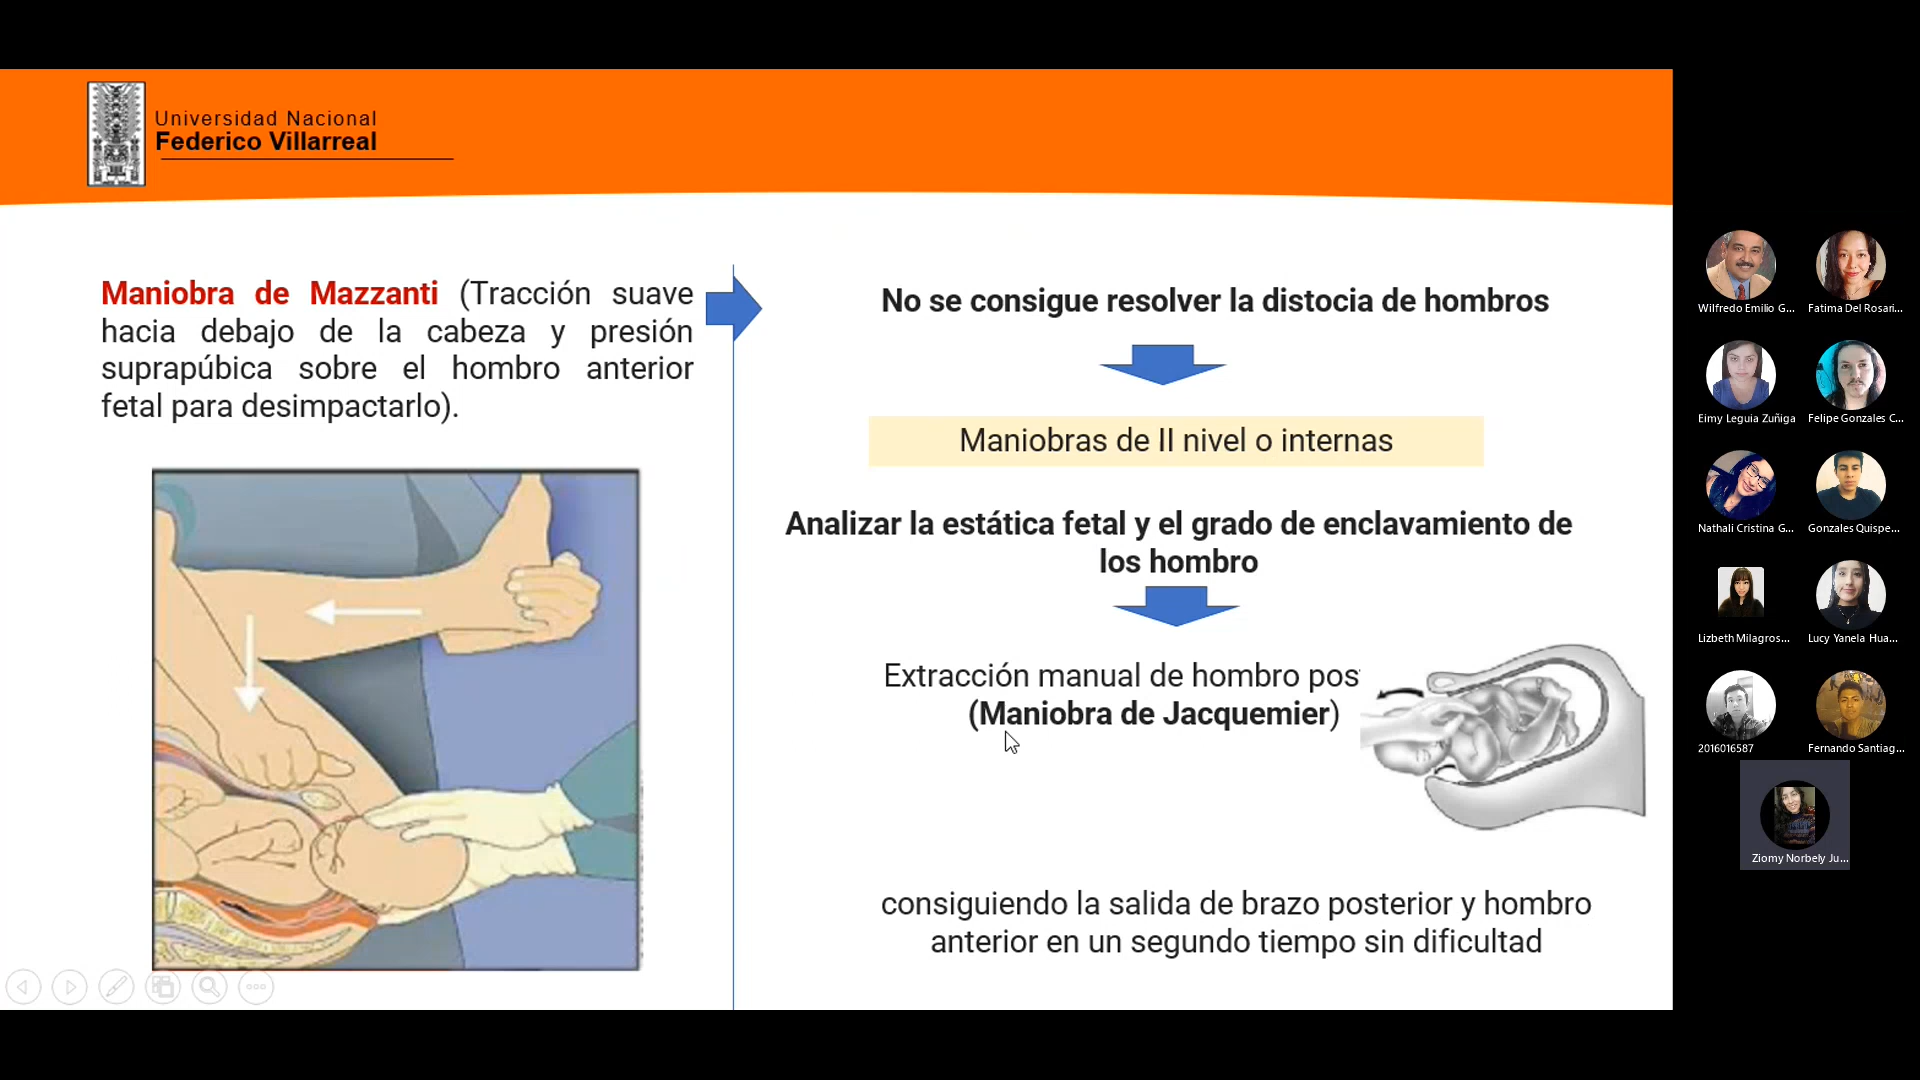 Universidad Nacional
Federico Villarreal
Maniobra de Mazzanti (Tracción suave
hacia debajo de la cabeza y presión
suprapúbica sobre el hombro anterior
fetal para desimpactarlo).
No se consigue resolver la distocia de hombros
Maniobras de II nivel o internas
Analizar la estática fetal y el grado de enclavamiento de
los hombro
Extracción manual de hombro pos
(Maniobra de Jacquemier)
consiguiendo la salida de brazo posterior y hombro
anterior en un segundo tiempo sin dificultad
Wilfredo Emilio G...
Fatima Del Rosari...
Eimy Leguia Zuñiga
Felipe Gonzales C...
Nathali Cristina G...
Gonzales Quispe...
Lizbeth Milagros...
Lucy Yanela Hua...
2016016587
Fernando Santiag...
Ziomy Norbely Ju...